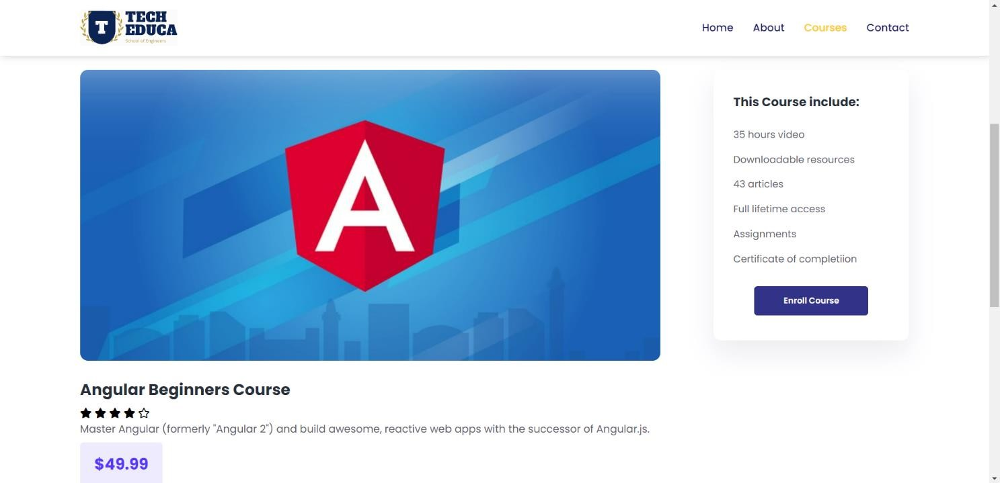 T
TECH
EDUCA
School of Engineers
Home About Courses Contact
A
This Course include:
35 hours video
Downloadable resources
43 articles
Full lifetime access
Assignments
Certificate of completiion
Enroll Course
Angular Beginners Course
Master Angular (formerly "Angular 2") and build awesome, reactive web apps with the successor of Angular.js.
$49.99